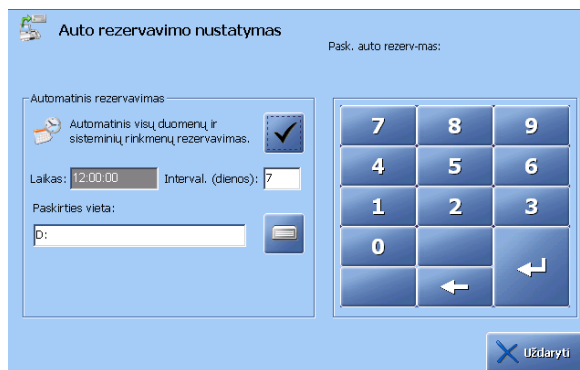 Auto rezervavimo nustatymas
Pask. auto rezerv-mas:
Automatinis rezervavimas
Automatinis visų duomenų ir
sisteminių rinkmenų rezervavimas.
Laikas: 12:00:00 Interval. (dienos): 7
Paskirties vieta:
D:
7 8 9
4 5 6
1 2 3
0
Uždaryti